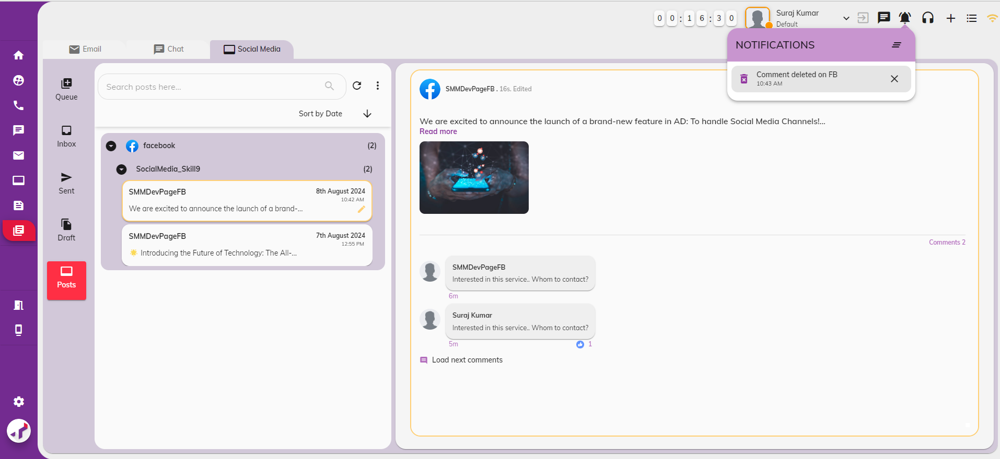 00:16:30
Suraj Kumar
Default
Email
Chat
Social Media
NOTIFICATIONS
Comment deleted on FB
10:43 AM
Queue
Inbox
Sent
Draft
Posts
Search posts here...
Sort by Date
facebook (2)
SocialMedia_Skill9 (2)
SMMDevPageFB 8th August 2024
10:42 AM
We are excited to announce the launch of a brand-...
SMMDevPageFB 7th August 2024
12:55 PM
🌟 Introducing the Future of Technology: The All-...
SMMDevPageFB . 16s. Edited
We are excited to announce the launch of a brand-new feature in AD: To handle Social Media Channels!...
Read more
Comments 2
SMMDevPageFB
Interested in this service.. Whom to contact?
6m
Suraj Kumar
Interested in this service.. Whom to contact?
5m 1
Load next comments